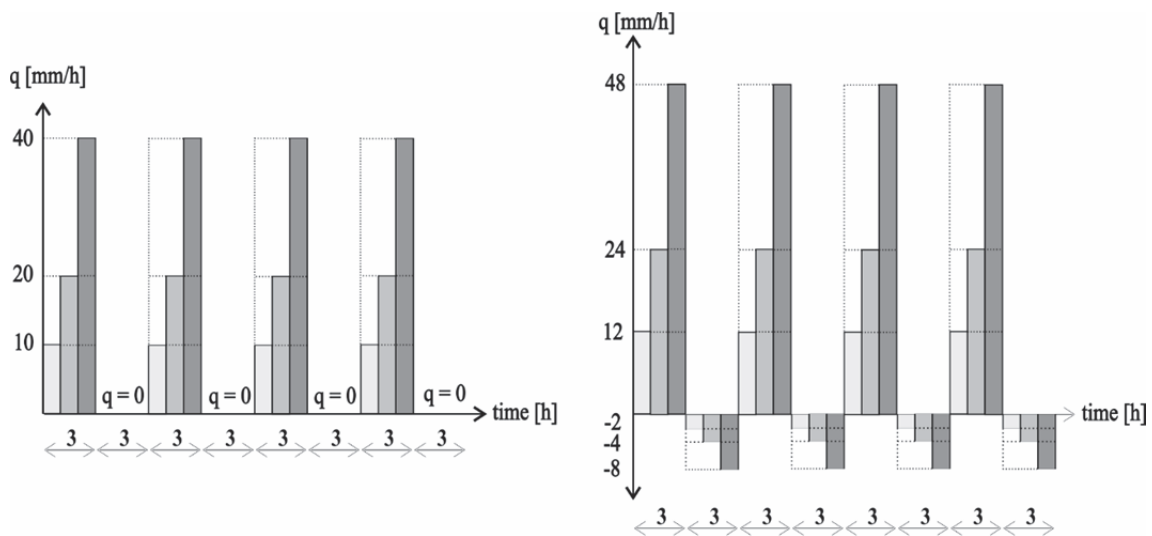 q [mm/h]
40
20
10
q = 0 q = 0 q = 0 q = 0
time [h]
3 3 3 3 3 3 3 3
q [mm/h]
48
24
12
-2
-4
-8
time [h]
3 3 3 3 3 3 3 3